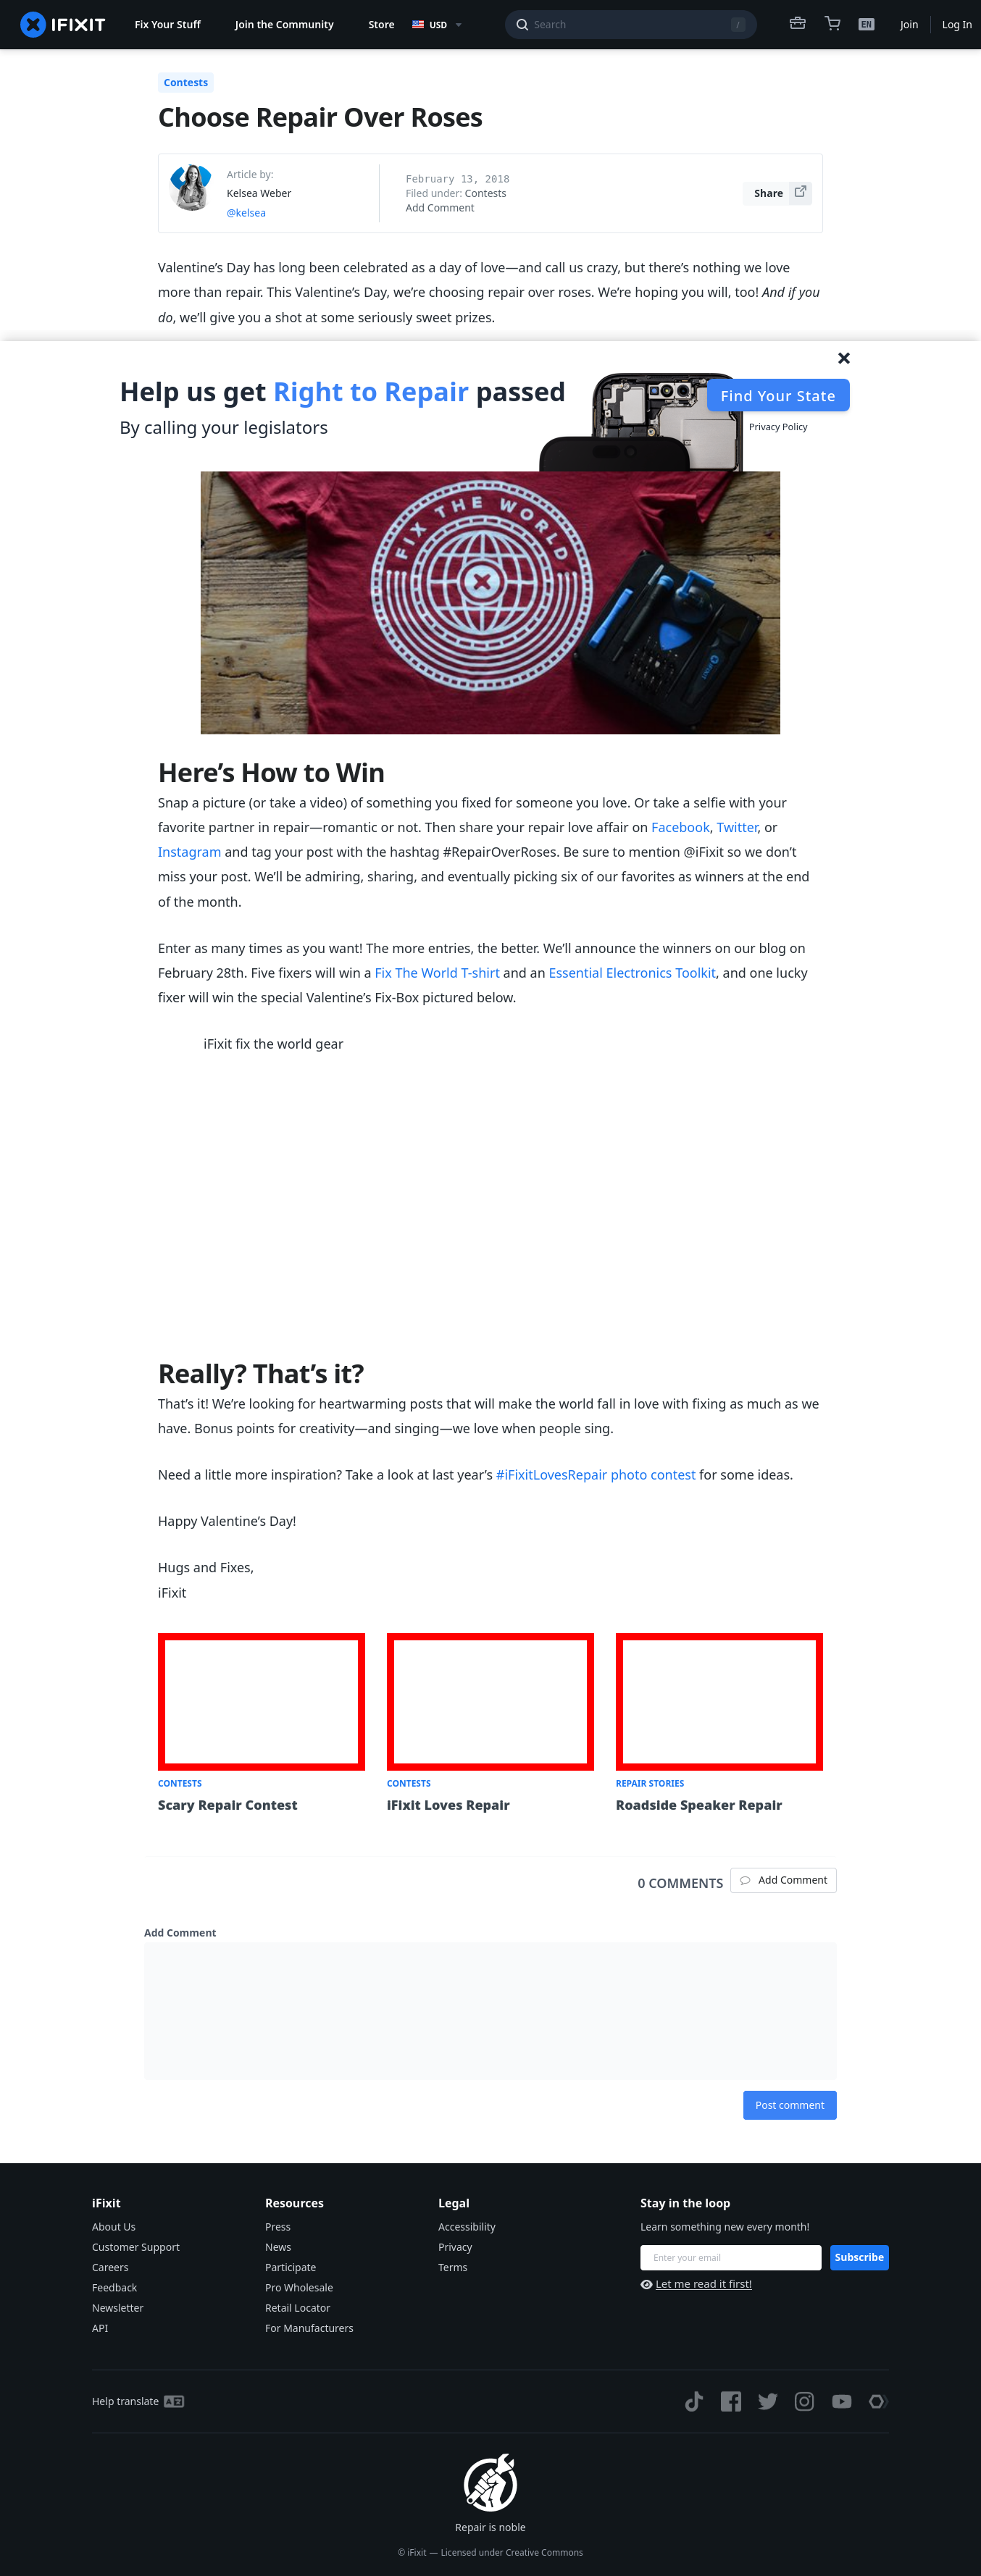 IFIXIT
Fix Your Stuff
Join the Community
Store
USD
Search
/
EN
Join
Log In
Contests
Choose Repair Over Roses
Article by:
Kelsea Weber
@kelsea
February 13, 2018
Filed under: Contests
Add Comment
Share
Valentine’s Day has long been celebrated as a day of love—and call us crazy, but there’s nothing we love
more than repair. This Valentine’s Day, we’re choosing repair over roses. We’re hoping you will, too! And if you
do, we’ll give you a shot at some seriously sweet prizes.
Help us get Right to Repair passed
By calling your legislators
Find Your State
Privacy Policy
FIX THE WORLD
IFIXIT
Here’s How to Win
Snap a picture (or take a video) of something you fixed for someone you love. Or take a selfie with your
favorite partner in repair—romantic or not. Then share your repair love affair on Facebook, Twitter, or
Instagram and tag your post with the hashtag #RepairOverRoses. Be sure to mention @iFixit so we don’t
miss your post. We’ll be admiring, sharing, and eventually picking six of our favorites as winners at the end
of the month.
Enter as many times as you want! The more entries, the better. We’ll announce the winners on our blog on
February 28th. Five fixers will win a Fix The World T-shirt and an Essential Electronics Toolkit, and one lucky
fixer will win the special Valentine’s Fix-Box pictured below.
iFixit fix the world gear
Really? That’s it?
That’s it! We’re looking for heartwarming posts that will make the world fall in love with fixing as much as we
have. Bonus points for creativity—and singing—we love when people sing.
Need a little more inspiration? Take a look at last year’s #iFixitLovesRepair photo contest for some ideas.
Happy Valentine’s Day!
Hugs and Fixes,
iFixit
CONTESTS
Scary Repair Contest
CONTESTS
iFixIt Loves Repair
REPAIR STORIES
Roadside Speaker Repair
0 COMMENTS
Add Comment
Add Comment
Post comment
iFixit
About Us
Customer Support
Careers
Feedback
Newsletter
API
Resources
Press
News
Participate
Pro Wholesale
Retail Locator
For Manufacturers
Legal
Accessibility
Privacy
Terms
Stay in the loop
Learn something new every month!
Enter your email
Subscribe
Let me read it first!
Help translate
Repair is noble
© iFixit — Licensed under Creative Commons